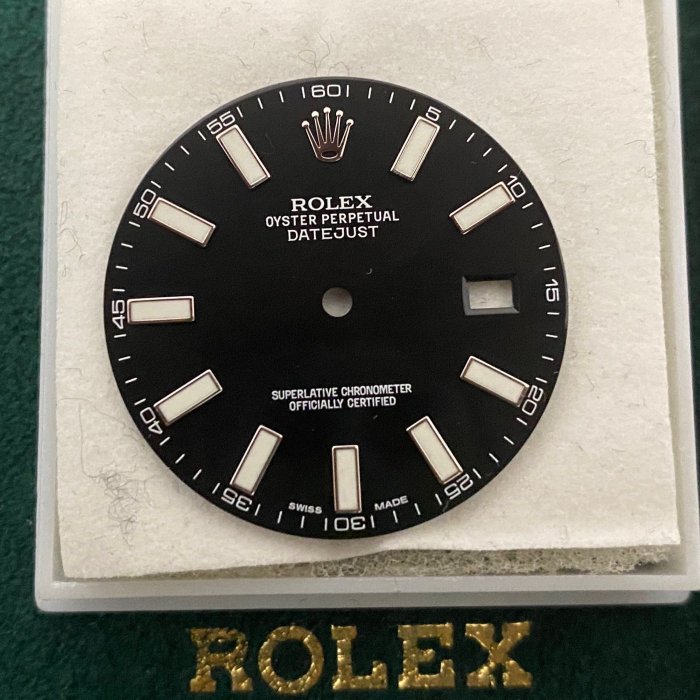 60
5
10
15
20
25
30
35
40
45
50
55
ROLEX
OYSTER PERPETUAL
DATEJUST
SUPERLATIVE CHRONOMETER
OFFICIALLY CERTIFIED
SWISS MADE
ROLEX